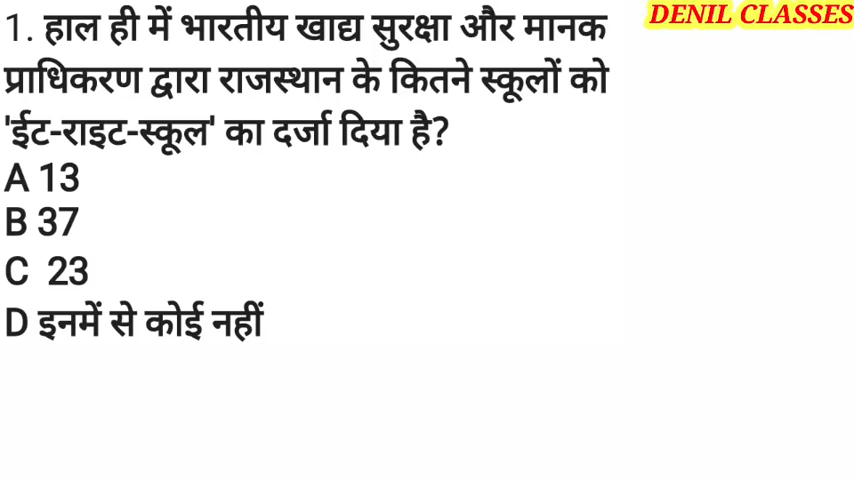 DENIL CLASSES
1. हाल ही में भारतीय खाद्य सुरक्षा और मानक
प्राधिकरण द्वारा राजस्थान के कितने स्कूलों को
'ईट-राइट-स्कूल' का दर्जा दिया है?
A 13
B 37
C 23
D इनमें से कोई नहीं